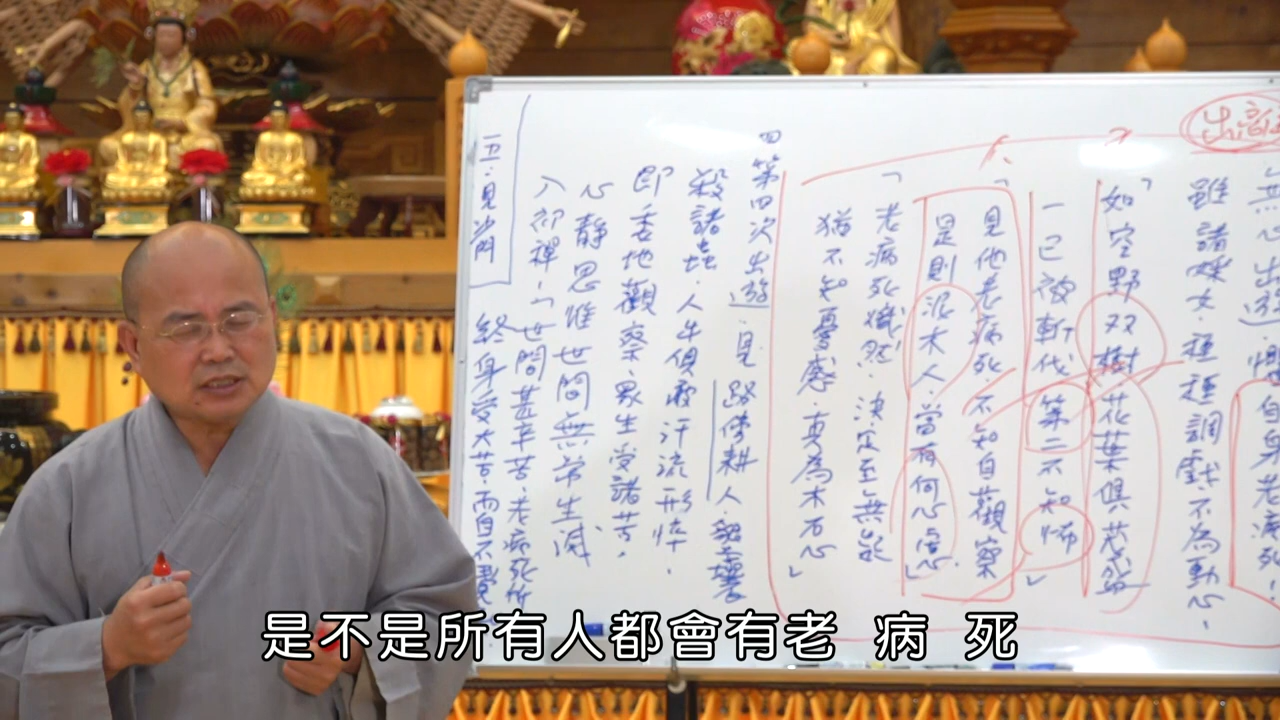 出
無心出遊．
自身老病死！
雖諸婇女．種種調戲不為動心．
「如空野双樹花葉俱茂盛
一已被斬伐第二不知怖」
「見他老病死．不知自觀察
是則泥木人．當有何心慮」
「老病死熾然．決定至無
猶不知憂慼．真為木石心」
四第四次出遊．見路傍耕人．壤
殺諸虫．人牛俱疲汗流形悴．
即委地觀察．眾生受諸苦．
心靜思惟世間無常生滅
入初禪．「世間甚辛苦．老病死所
終身受大苦．而自不覺
五．見沙門
是不是所有人都會有老 病 死